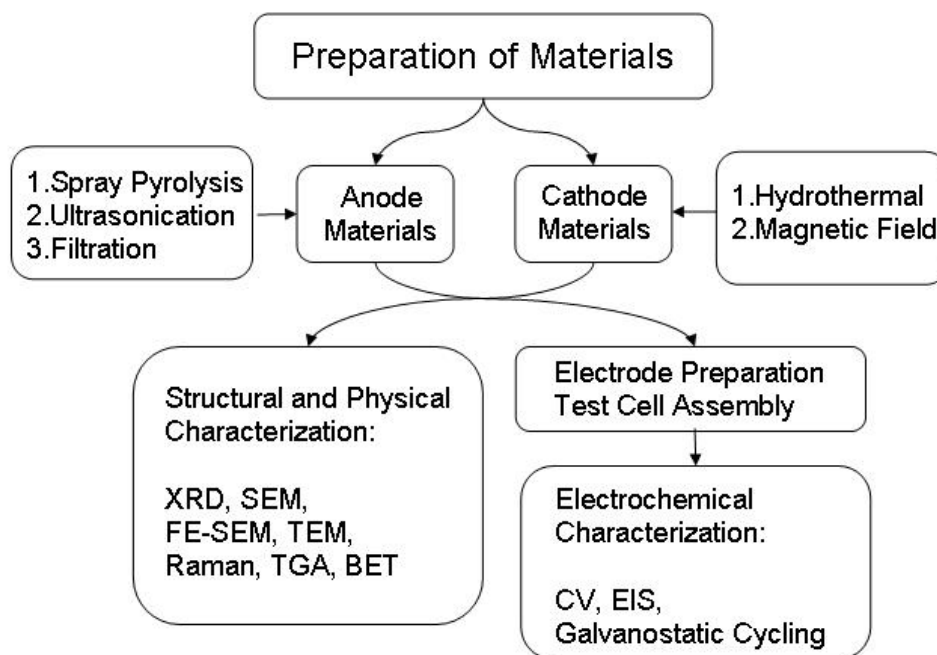 Preparation of Materials
1.Spray Pyrolysis
2.Ultrasonication
3.Filtration
Anode
Materials
Cathode
Materials
1.Hydrothermal
2.Magnetic Field
Structural and Physical
Characterization:
XRD, SEM,
FE-SEM, TEM,
Raman, TGA, BET
Electrode Preparation
Test Cell Assembly
Electrochemical
Characterization:
CV, EIS,
Galvanostatic Cycling